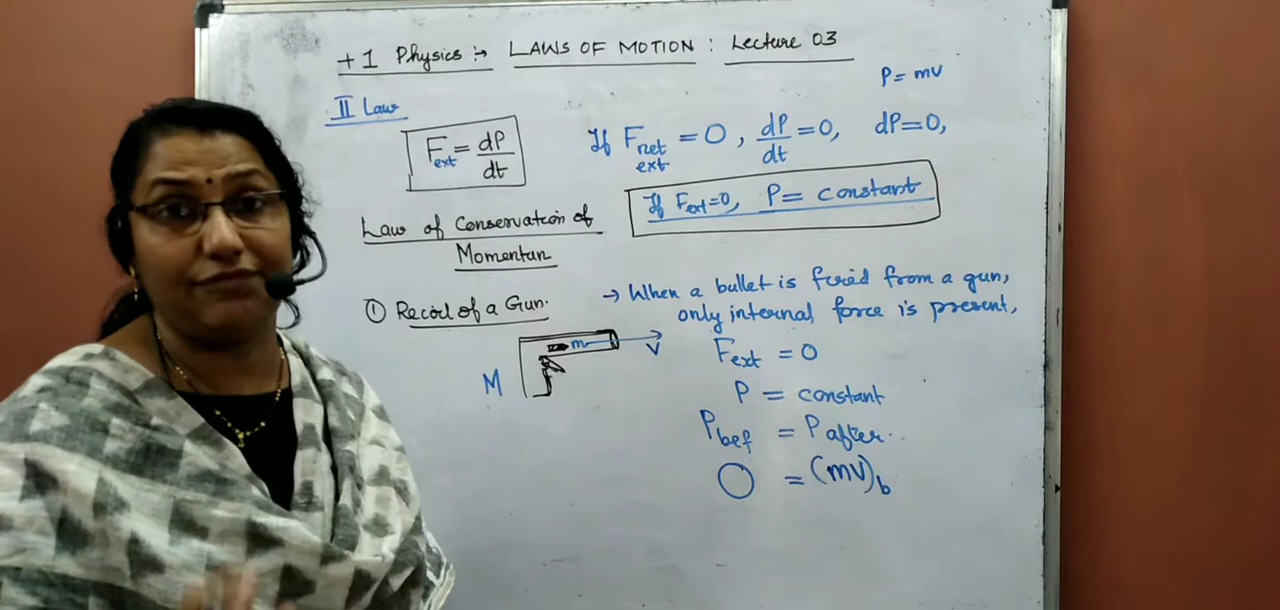 +1 Physics :→ LAWS OF MOTION : Lecture 03
P = mV
II Law
Fext = dP/dt
If Fnet ext = 0, dP/dt = 0, dP = 0,
If Fext = 0, P = constant
Law of Conservation of
Momentun
① Recoil of a Gun.
→ When a bullet is fired from a gun,
only internal force is present,
m
V
M
Fext = 0
P = constant
Pbef = Pafter..
O = (mV)b